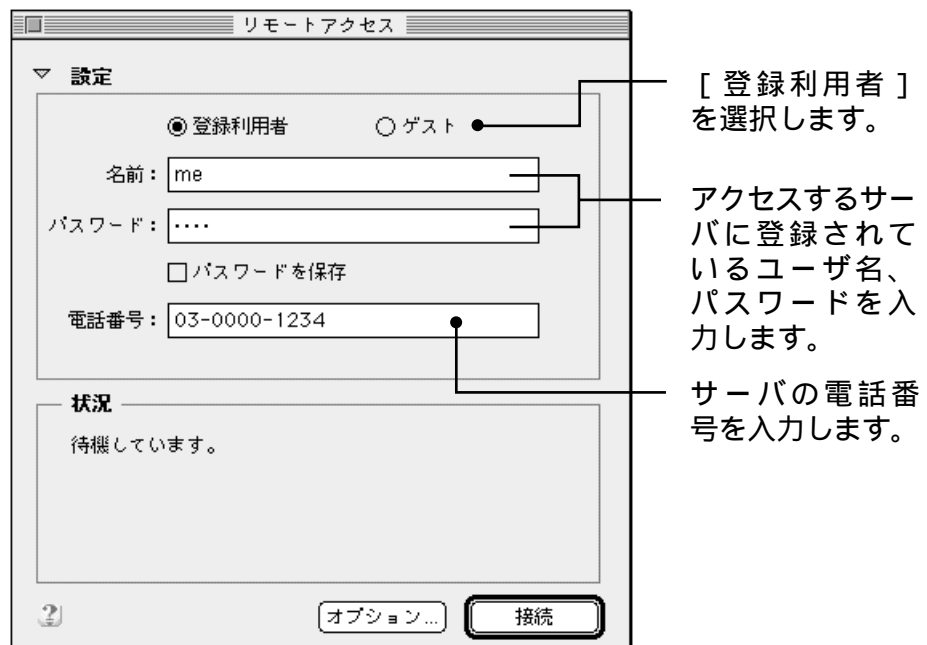 リモートアクセス
設定
登録利用者 ゲスト
名前： me
パスワード： ････
パスワードを保存
電話番号： 03-0000-1234
状況
待機しています。
オプション... 接続
［登録利用者］
を選択します。
アクセスするサー
バに登録されて
いるユーザ名、
パスワードを入
力します。
サーバの電話番
号を入力します。